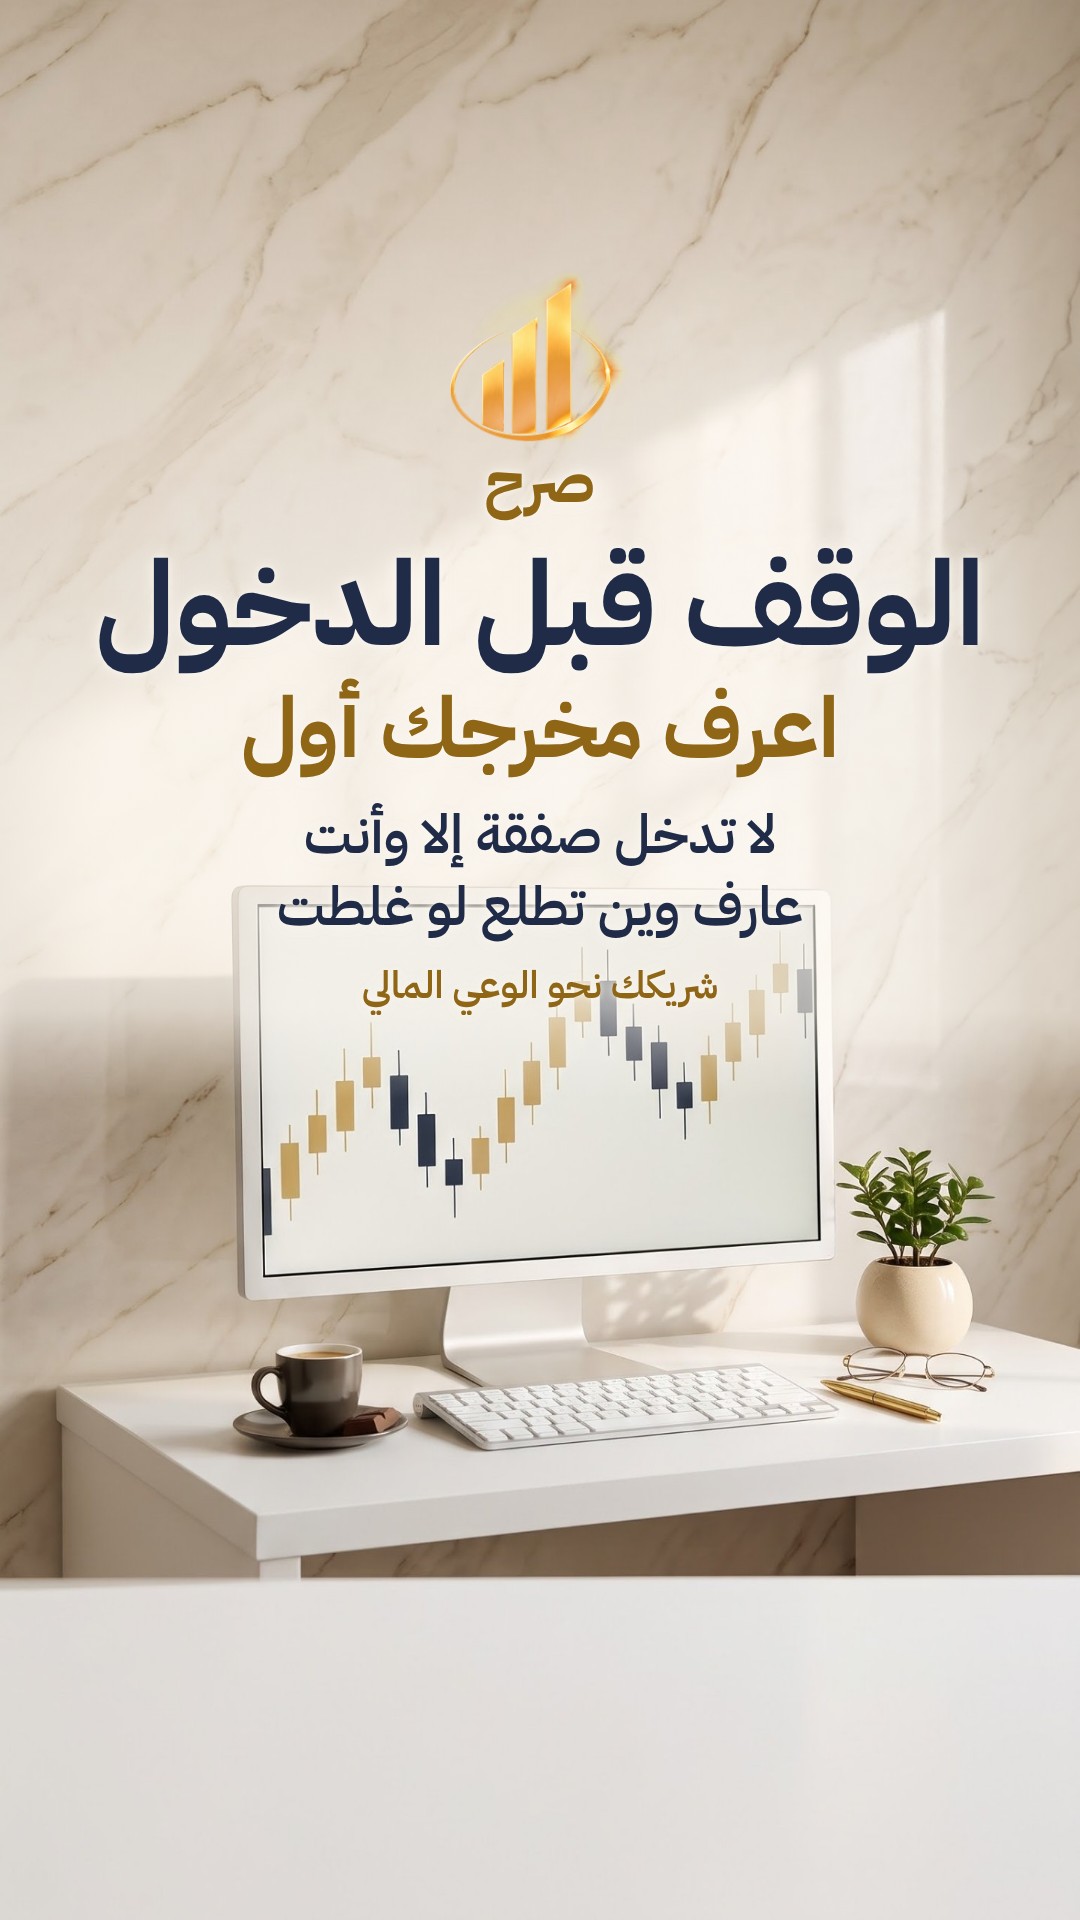 صرح
الوقف قبل الدخول
اعرف مخرجك أول
لا تدخل صفقة إلا وأنت
عارف وين تطلع لو غلطت
شريكك نحو الوعي المالي